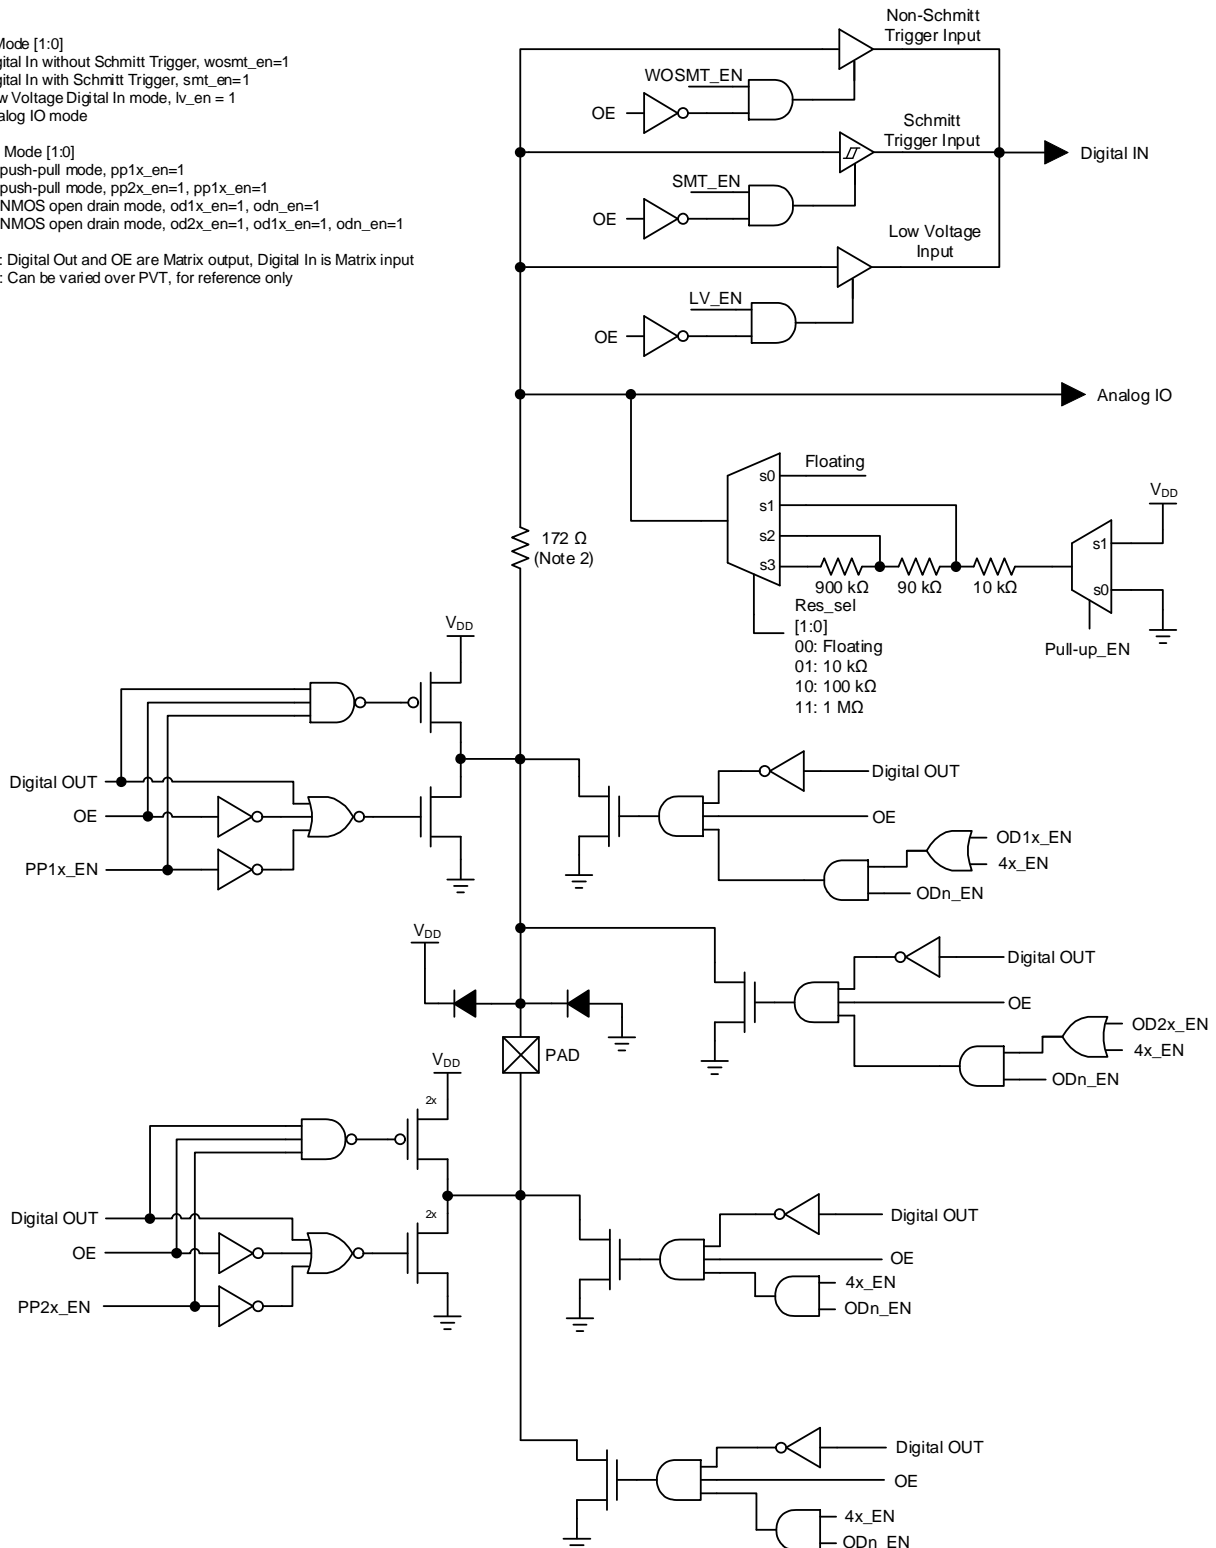 Mode [1:0]
Digital In without Schmitt Trigger, wosmt_en=1
Digital In with Schmitt Trigger, smt_en=1
Voltage Digital In mode, lv_en = 1
IO mode
Mode [1:0]
push-pull mode, pp1x_en=1
push-pull mode, pp2x_en=1, pp1x_en=1
NMOS open drain mode, od1x_en=1, odn_en=1
NMOS open drain mode, od2x_en=1, od1x_en=1, odn_en=1
: Digital Out and OE are Matrix output, Digital In is Matrix input
: Can be varied over PVT, for reference only
Non-Schmitt
Trigger Input
WOSMT_EN
OE
Schmitt
Trigger Input
Digital IN
SMT_EN
OE
Low Voltage
Input
LV_EN
OE
Analog IO
Floating
s0
s1
s2
s3
VDD
s1
s0
172 Ω
(Note 2)
900 kΩ
90 kΩ
10 kΩ
Res_sel
[1:0]
00: Floating
01: 10 kΩ
10: 100 kΩ
11: 1 MΩ
Pull-up_EN
VDD
Digital OUT
OE
PP1x_EN
Digital OUT
OE
OD1x_EN
4x_EN
ODn_EN
VDD
PAD
Digital OUT
OE
OD2x_EN
4x_EN
ODn_EN
VDD
2x
2x
Digital OUT
OE
PP2x_EN
Digital OUT
OE
4x_EN
ODn_EN
Digital OUT
OE
4x_EN
ODn_EN